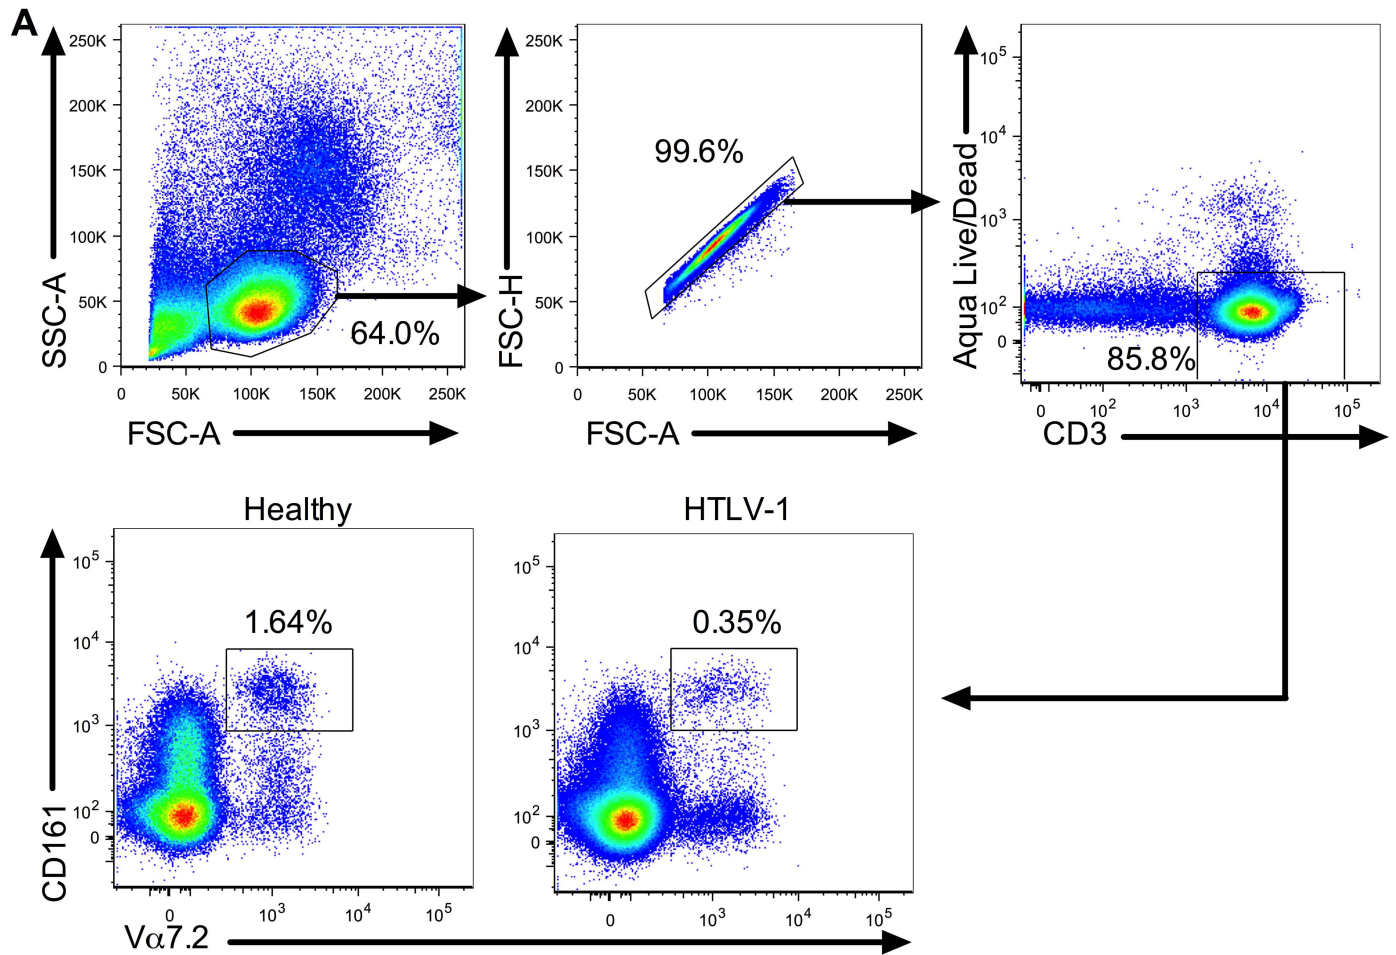 A
SSC-A
250K
200K
150K
100K
50K
0
0 50K 100K 150K 200K 250K
FSC-A
64.0%
FSC-H
250K
200K
150K
100K
50K
0
0 50K 100K 150K 200K 250K
FSC-A
99.6%
Aqua Live/Dead
10^5
10^4
10^3
10^2
0
0 10^2 10^3 10^4 10^5
CD3
85.8%
Healthy
CD161
10^5
10^4
10^3
10^2
0
1.64%
0 10^3 10^4 10^5
HTLV-1
10^5
10^4
10^3
10^2
0
0.35%
0 10^3 10^4 10^5
Vα7.2